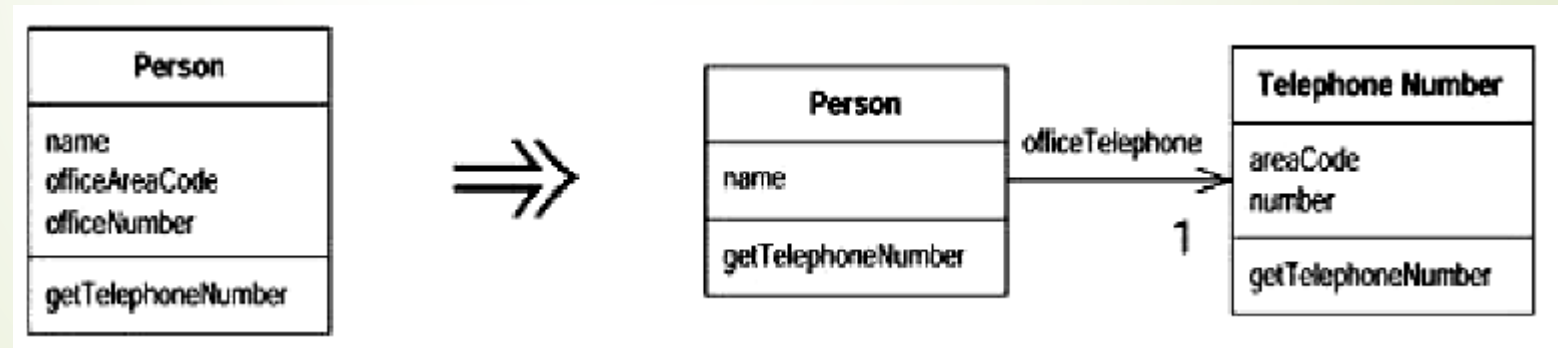 Person
name
officeAreaCode
officeNumber
getTelephoneNumber
Person
name
getTelephoneNumber
officeTelephone
1
Telephone Number
areaCode
number
getTelephoneNumber